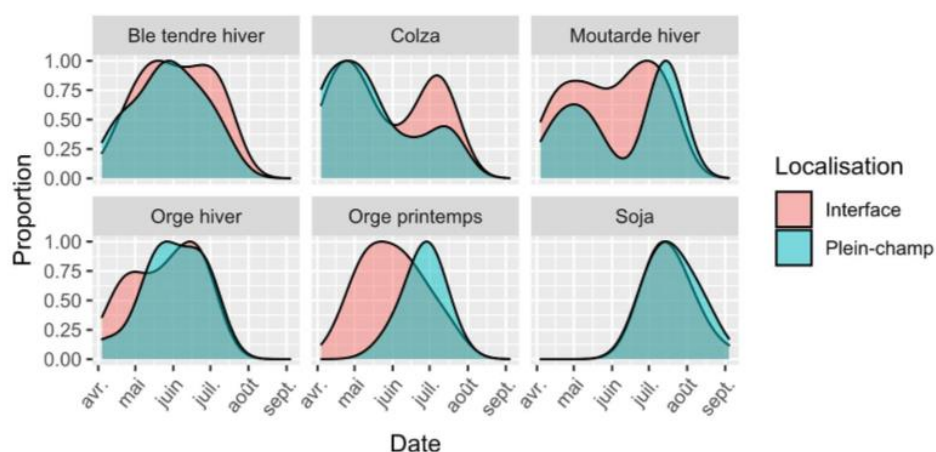 Ble tendre hiver
Colza
Moutarde hiver
1.00
0.75
0.50
0.25
0.00
Orge hiver
Orge printemps
Soja
1.00
0.75
0.50
0.25
0.00
Proportion
avr. mai juin juil. août sept.
avr. mai juin juil. août sept.
avr. mai juin juil. août sept.
Date
Localisation
Interface
Plein-champ